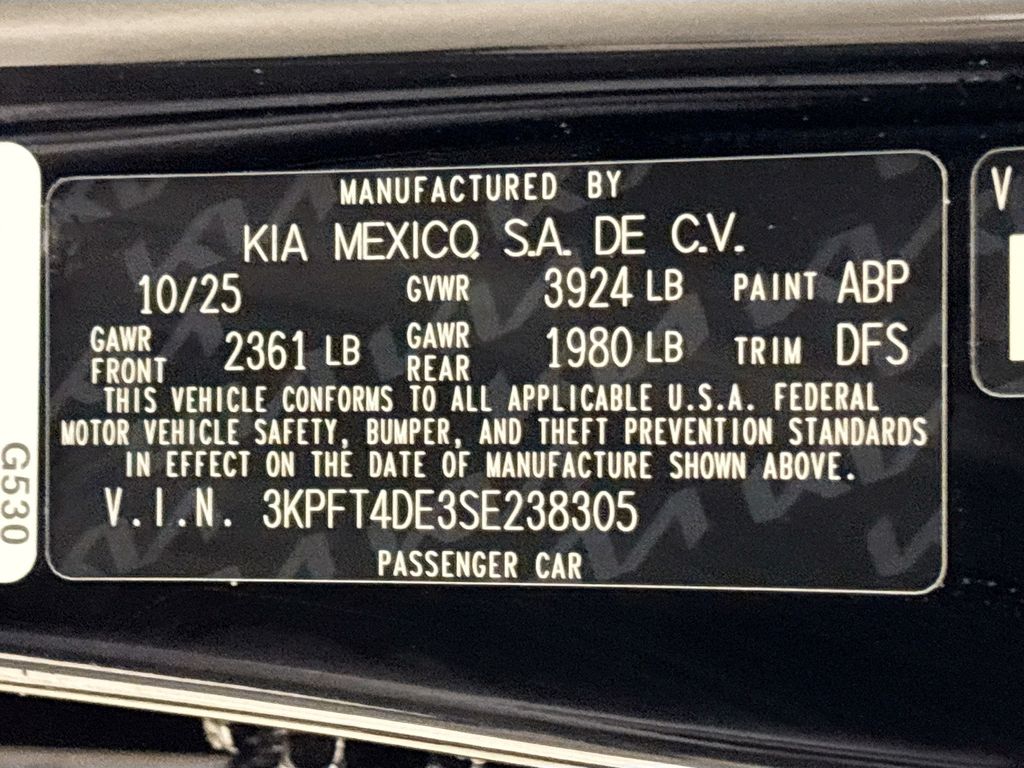 MANUFACTURED BY
KIA MEXICO, S.A. DE C.V.
10/25 GVWR 3924 LB PAINT ABP
GAWR FRONT 2361 LB GAWR REAR 1980 LB TRIM DFS
THIS VEHICLE CONFORMS TO ALL APPLICABLE U.S.A. FEDERAL
MOTOR VEHICLE SAFETY, BUMPER, AND THEFT PREVENTION STANDARDS
IN EFFECT ON THE DATE OF MANUFACTURE SHOWN ABOVE.
V.I.N. 3KPFT4DE3SE238305
PASSENGER CAR
G530
V